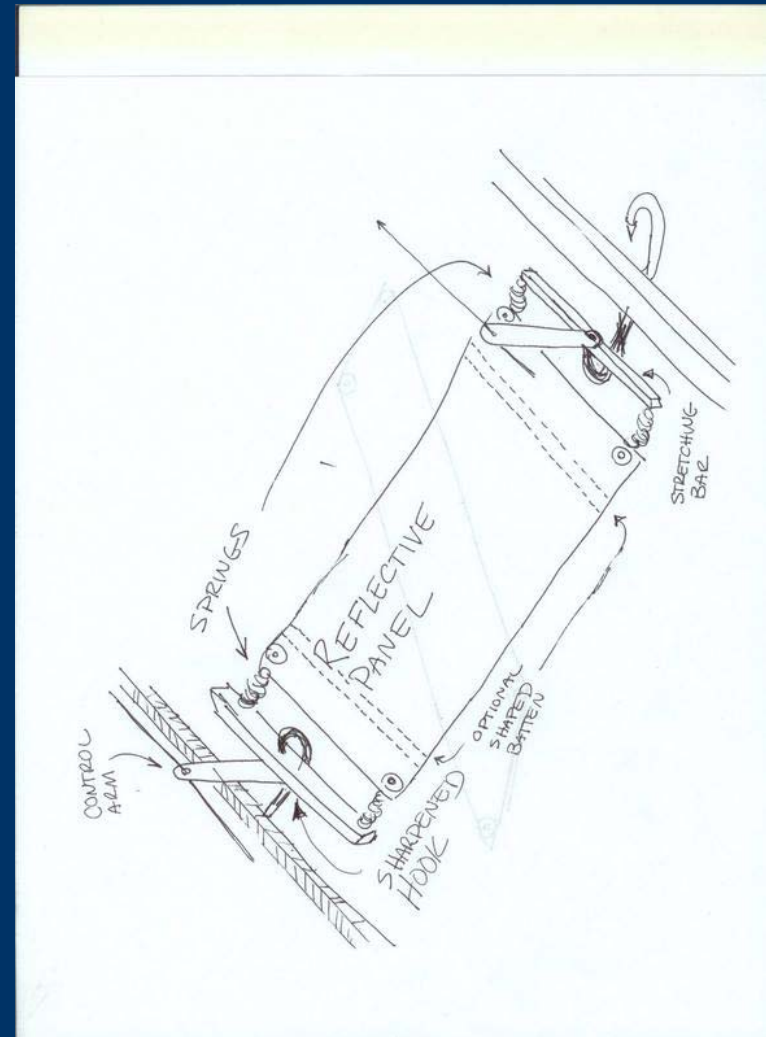 SPRINGS
REFLECTIVE
PANEL
CONTROL
ARM
SHARPENED
HOOK
OPTIONAL
SHAPED
BATTEN
STRETCHING
BAR